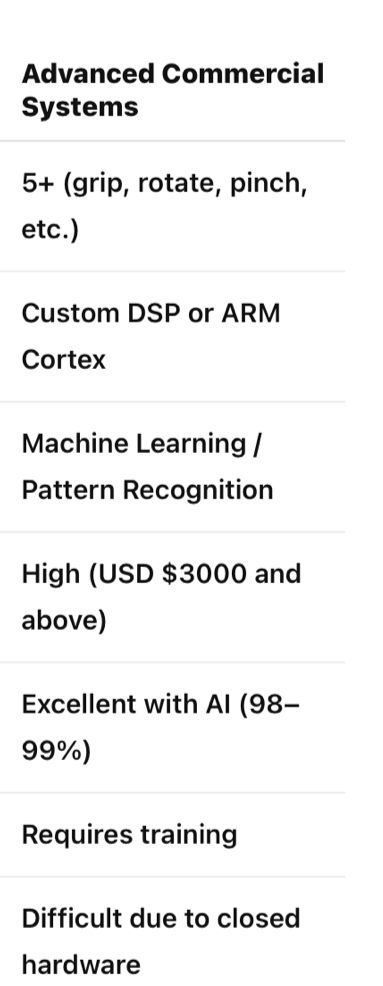 Advanced Commercial
Systems
5+ (grip, rotate, pinch,
etc.)
Custom DSP or ARM
Cortex
Machine Learning /
Pattern Recognition
High (USD $3000 and
above)
Excellent with AI (98–
99%)
Requires training
Difficult due to closed
hardware